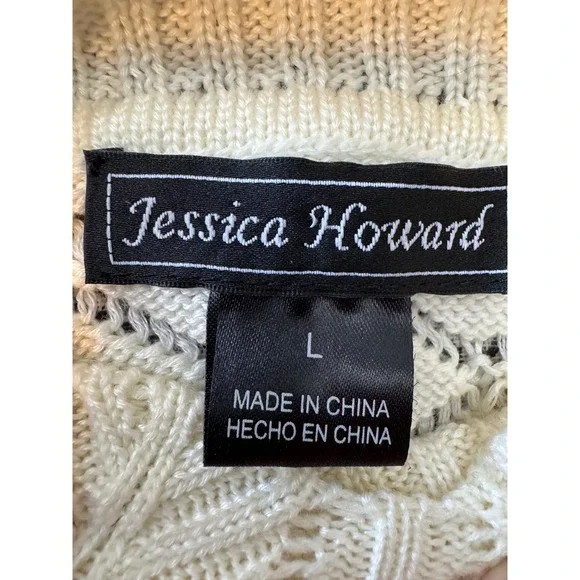 Jessica Howard
L
MADE IN CHINA
HECHO EN CHINA